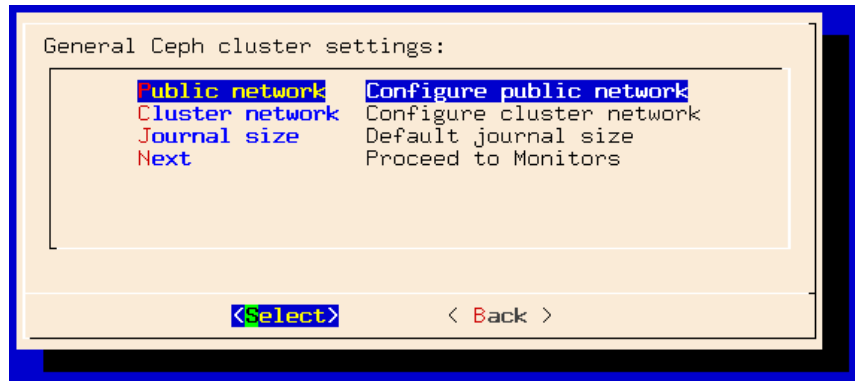 General Ceph cluster settings:
Public network Configure public network
Cluster network Configure cluster network
Journal size Default journal size
Next Proceed to Monitors
<Select> < Back >